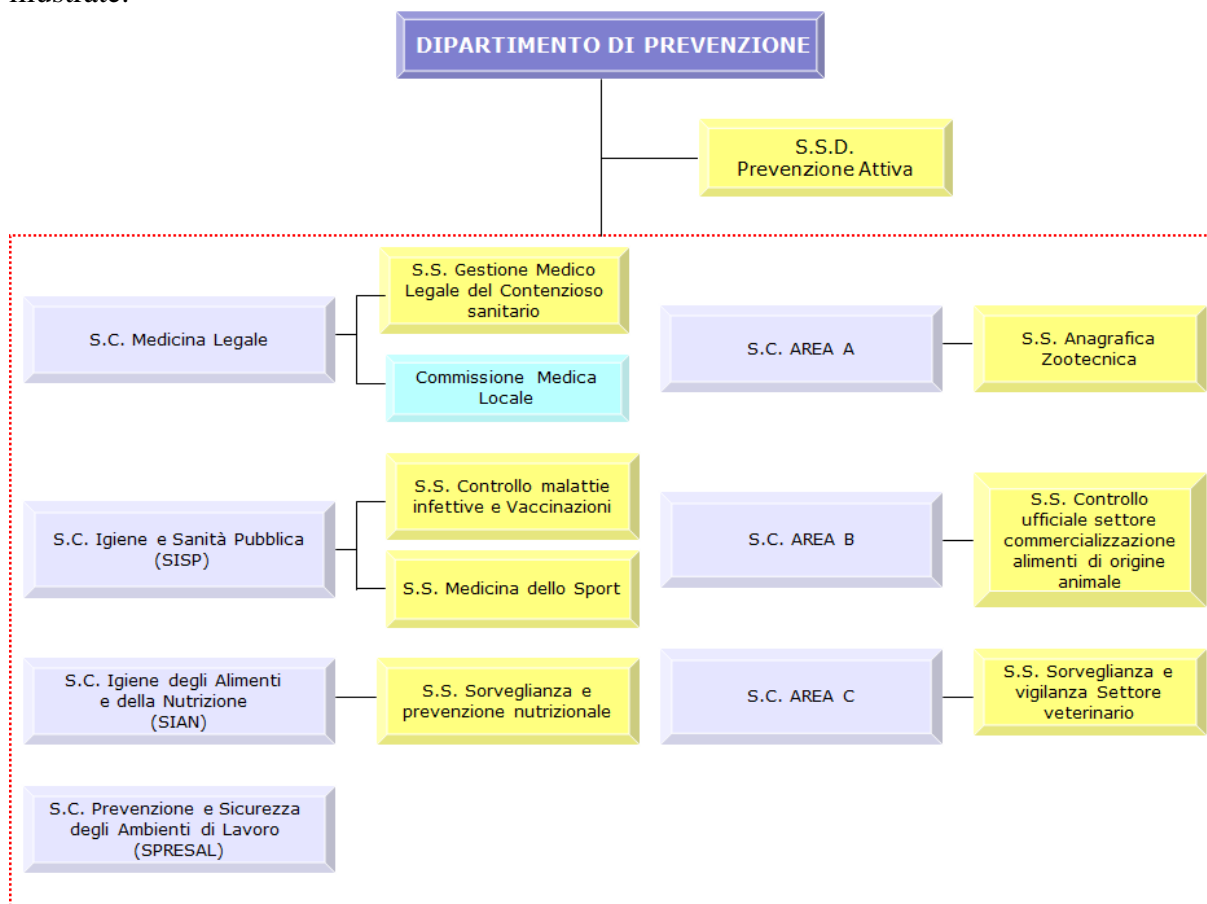 illustrate:
DIPARTIMENTO DI PREVENZIONE
S.S.D.
Prevenzione Attiva
S.C. Medicina Legale
S.S. Gestione Medico
Legale del Contenzioso
sanitario
Commissione Medica
Locale
S.C. AREA A
S.S. Anagrafica
Zootecnica
S.C. Igiene e Sanità Pubblica
(SISP)
S.S. Controllo malattie
infettive e Vaccinazioni
S.S. Medicina dello Sport
S.C. AREA B
S.S. Controllo
ufficiale settore
commercializzazione
alimenti di origine
animale
S.C. Igiene degli Alimenti
e della Nutrizione
(SIAN)
S.S. Sorveglianza e
prevenzione nutrizionale
S.C. AREA C
S.S. Sorveglianza e
vigilanza Settore
veterinario
S.C. Prevenzione e Sicurezza
degli Ambienti di Lavoro
(SPRESAL)